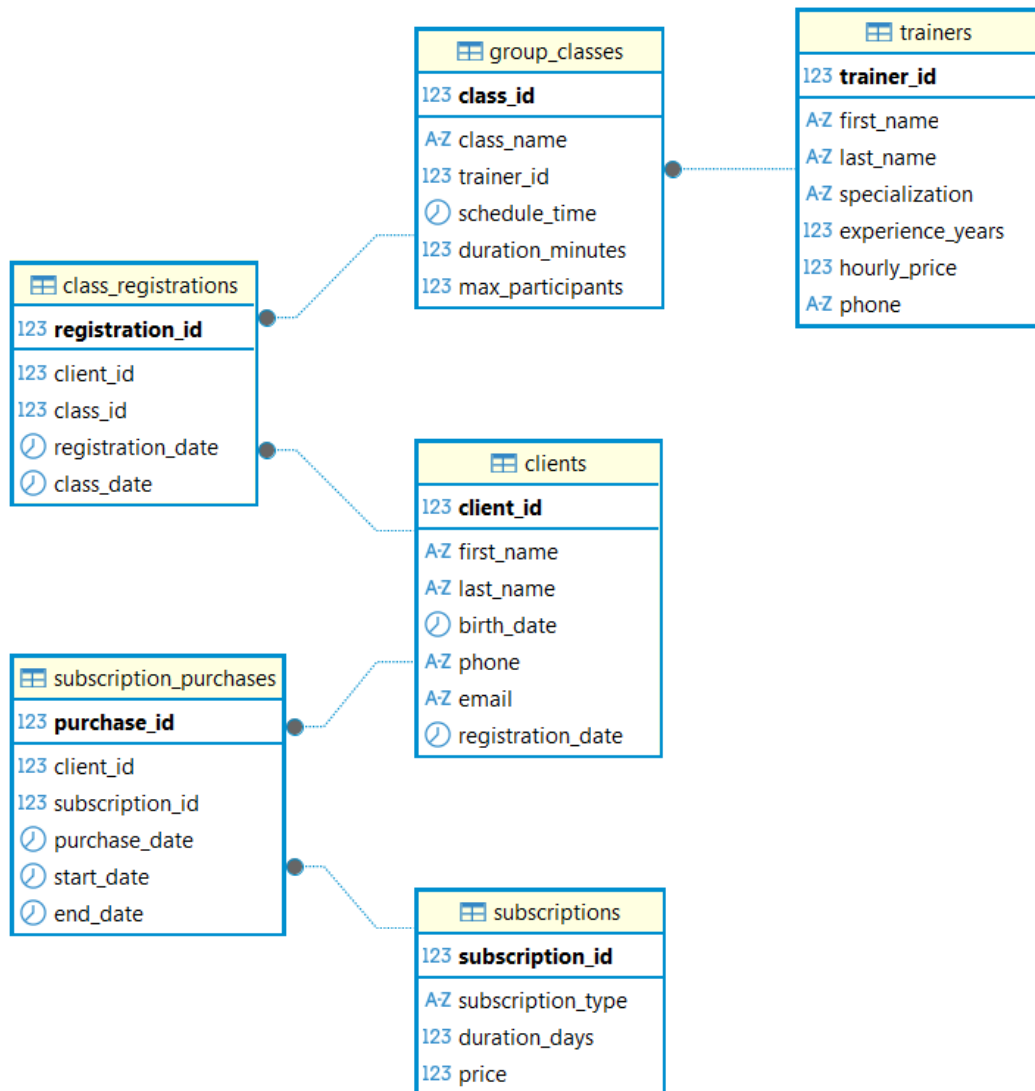 group_classes
123 class_id
A-Z class_name
123 trainer_id
schedule_time
123 duration_minutes
123 max_participants
trainers
123 trainer_id
A-Z first_name
A-Z last_name
A-Z specialization
123 experience_years
123 hourly_price
A-Z phone
class_registrations
123 registration_id
123 client_id
123 class_id
registration_date
class_date
clients
123 client_id
A-Z first_name
A-Z last_name
birth_date
A-Z phone
A-Z email
registration_date
subscription_purchases
123 purchase_id
123 client_id
123 subscription_id
purchase_date
start_date
end_date
subscriptions
123 subscription_id
A-Z subscription_type
123 duration_days
123 price